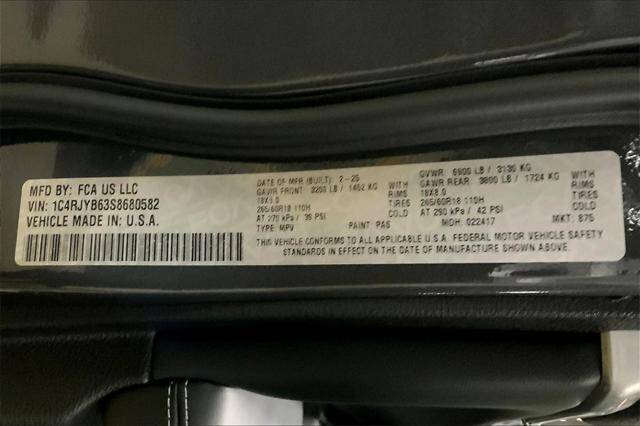 MFD BY: FCA US LLC
VIN: 1C4RJYB63S8680582
VEHICLE MADE IN: U.S.A.
DATE OF MFR (BUILT): 2-25
GAWR FRONT: 3200 LB / 1452 KG WITH
18X8.0 RIMS
265/60R18 110H TIRES
AT 270 kPa / 39 PSI COLD
TYPE: MPV PAINT: PAS
GVWR: 6900 LB / 3130 KG
GAWR REAR: 3800 LB / 1724 KG WITH
18X8.0 RIMS
265/60R18 110H TIRES
AT 290 kPa / 42 PSI COLD
MDH: 022417 MKT: 875
THIS VEHICLE CONFORMS TO ALL APPLICABLE U.S.A. FEDERAL MOTOR VEHICLE SAFETY
STANDARDS IN EFFECT ON THE DATE OF MANUFACTURE SHOWN ABOVE.